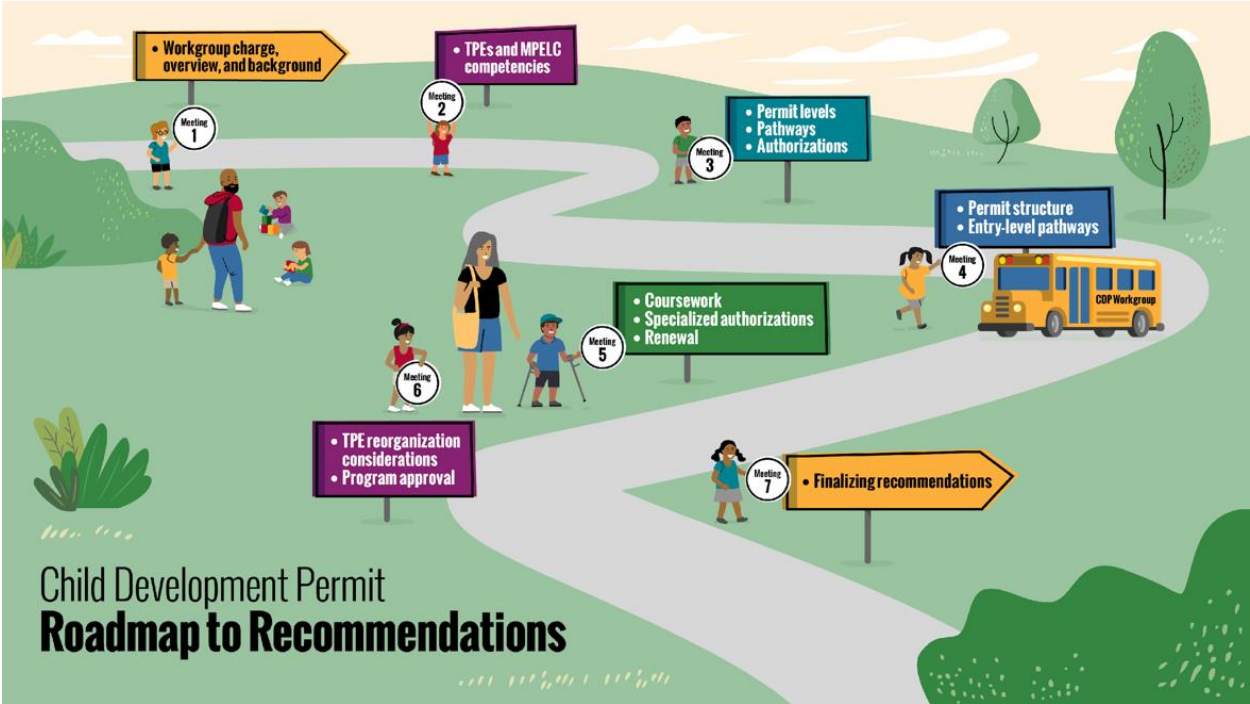 Meeting
1
• Workgroup charge,
overview, and background
Meeting
2
• TPEs and MPELC
competencies
Meeting
3
• Permit levels
• Pathways
• Authorizations
Meeting
4
• Permit structure
• Entry-level pathways
CDP Workgroup
Meeting
5
• Coursework
• Specialized authorizations
• Renewal
Meeting
6
• TPE reorganization
considerations
• Program approval
Meeting
7
• Finalizing recommendations
Child Development Permit
Roadmap to Recommendations